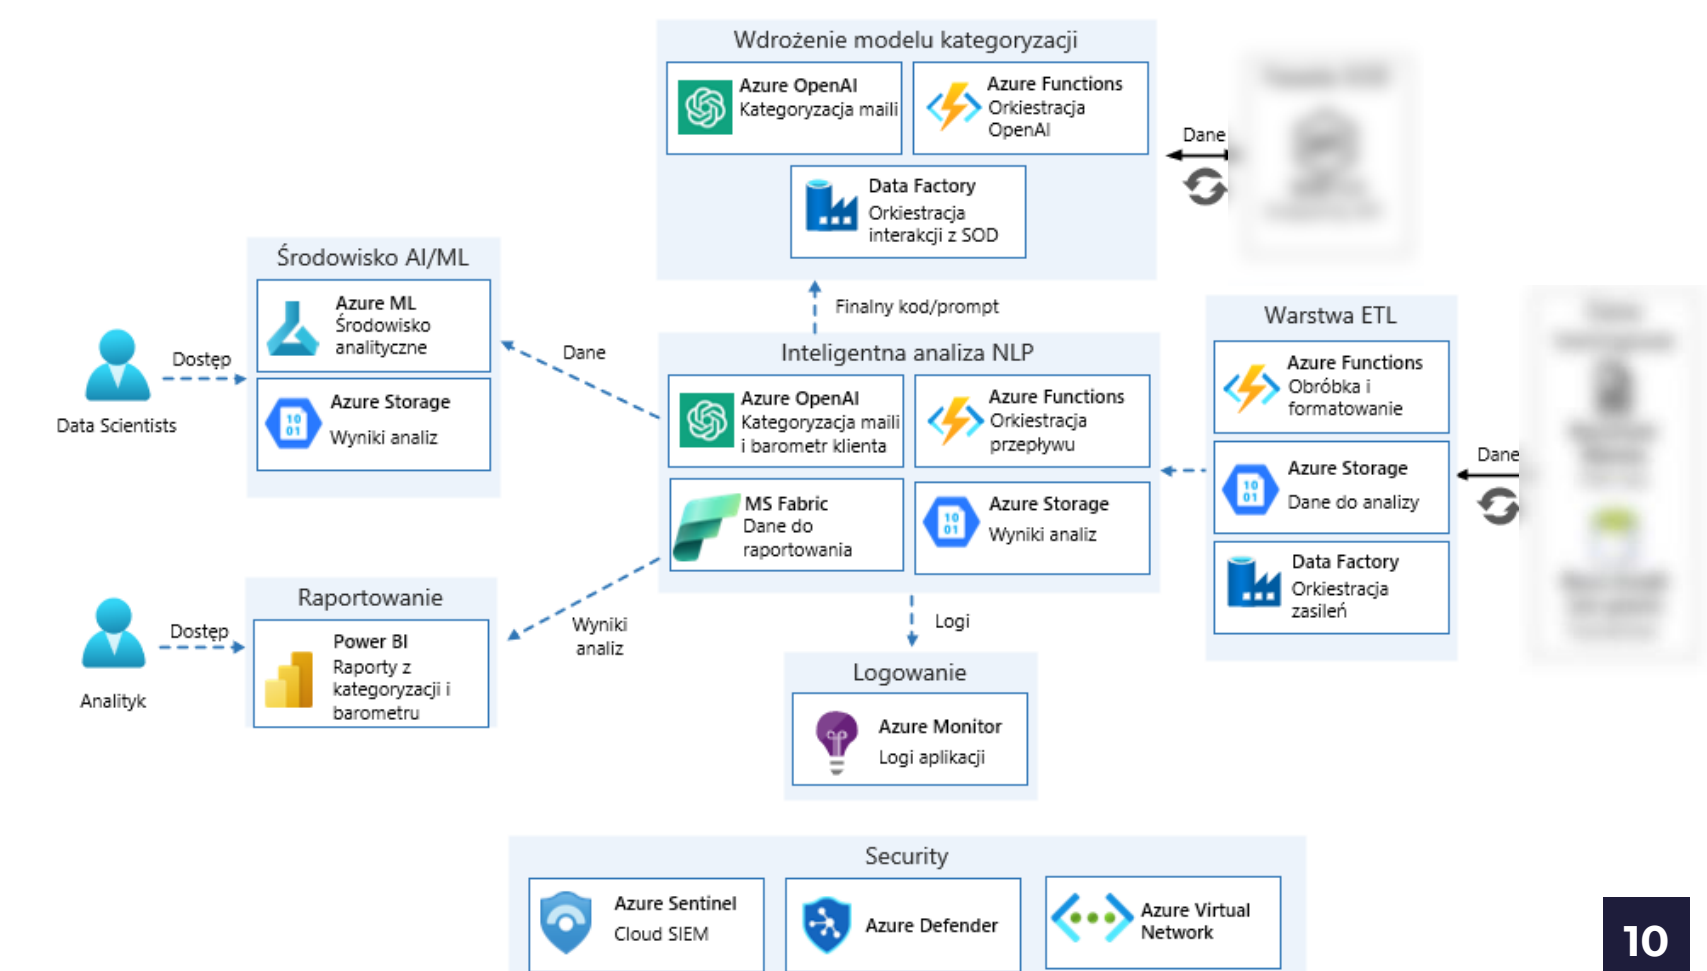 Wdrożenie modelu kategoryzacji
Azure OpenAI
Kategoryzacja maili
Azure Functions
Orkiestracja
OpenAI
Data Factory
Orkiestracja
interakcji z SOD
Dane
Finalny kod/prompt
Środowisko AI/ML
Azure ML
Środowisko
analityczne
Azure Storage
Wyniki analiz
Dostęp
Data Scientists
Dane
Inteligentna analiza NLP
Azure OpenAI
Kategoryzacja maili
i barometr klienta
Azure Functions
Orkiestracja
przepływu
MS Fabric
Dane do
raportowania
Azure Storage
Wyniki analiz
Warstwa ETL
Azure Functions
Obróbka i
formatowanie
Azure Storage
Dane do analizy
Data Factory
Orkiestracja
zasileń
Dane
Raportowanie
Power BI
Raporty z
kategoryzacji i
barometru
Dostęp
Analityk
Wyniki
analiz
Logi
Logowanie
Azure Monitor
Logi aplikacji
Security
Azure Sentinel
Cloud SIEM
Azure Defender
Azure Virtual
Network
10